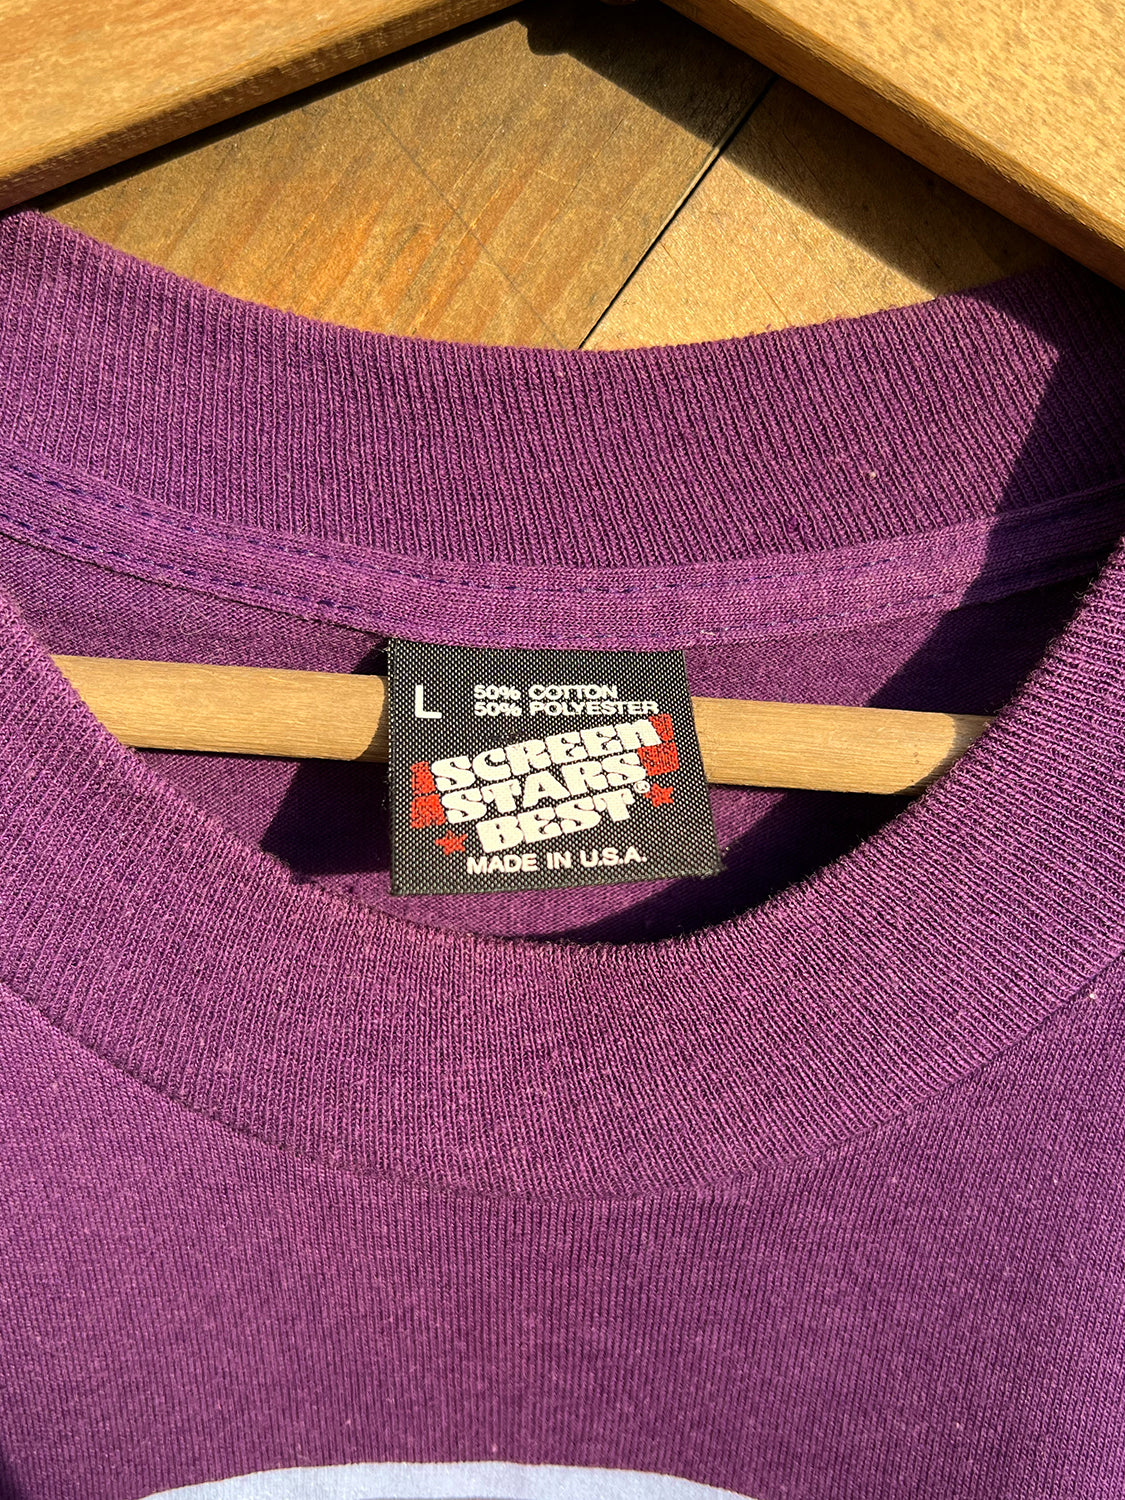 L
50% COTTON
50% POLYESTER
SCREEN
STARS
BEST®
MADE IN U.S.A.